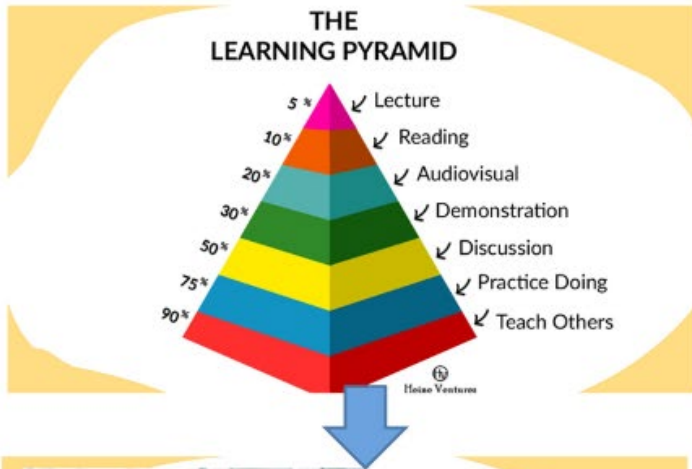 THE
LEARNING PYRAMID
5% Lecture
10% Reading
20% Audiovisual
30% Demonstration
50% Discussion
75% Practice Doing
90% Teach Others
Heine Ventures